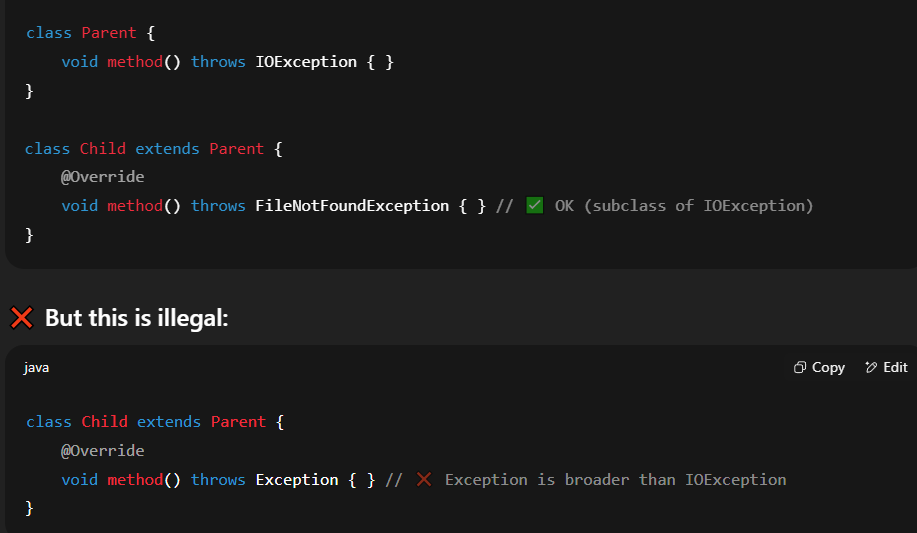 class Parent {
    void method() throws IOException { }
}
class Child extends Parent {
    @Override
    void method() throws FileNotFoundException { } // ✅ OK (subclass of IOException)
}
❌ But this is illegal:
java Copy Edit
class Child extends Parent {
    @Override
    void method() throws Exception { } // ❌ Exception is broader than IOException
}